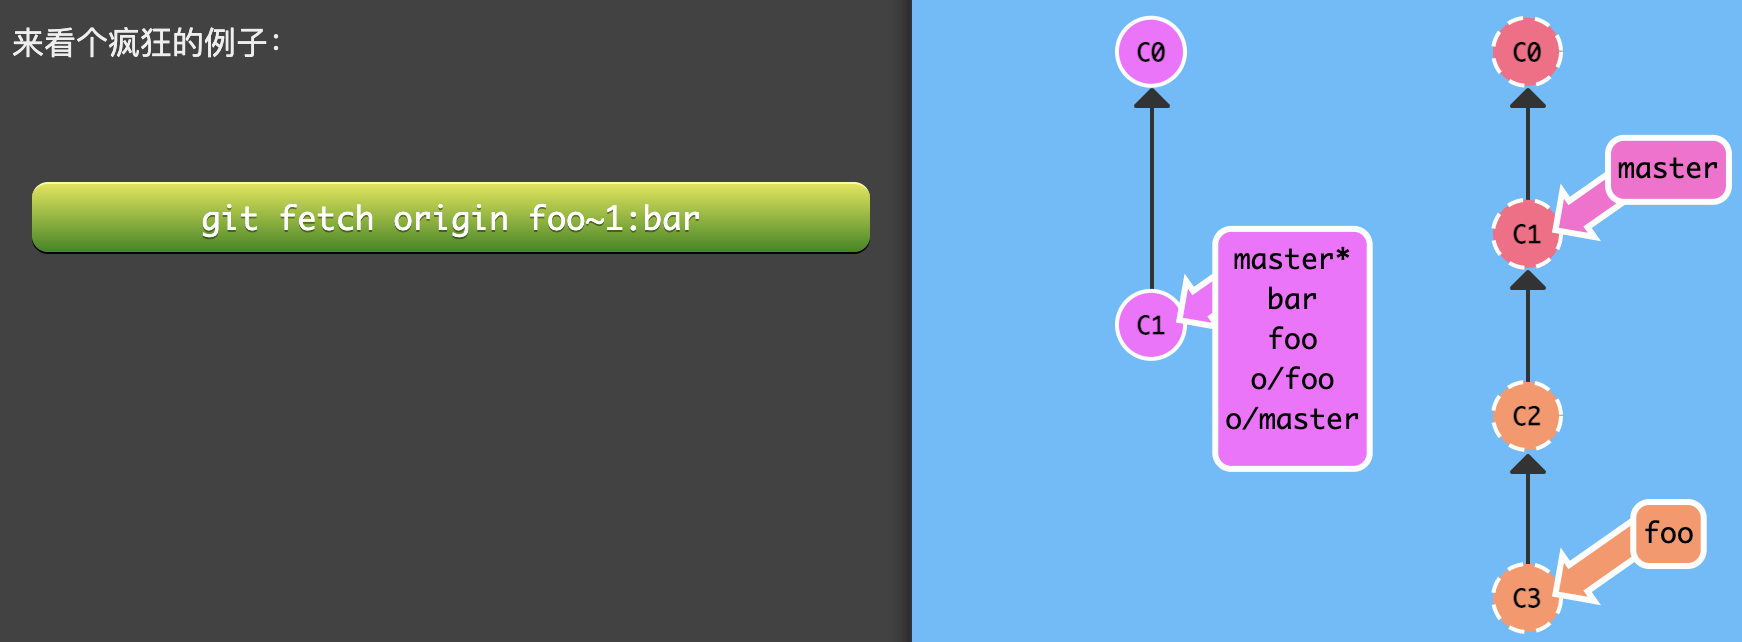 来看个疯狂的例子：
git fetch origin foo~1:bar
C0
C1
master*
bar
foo
o/foo
o/master
C0
master
C1
C2
foo
C3